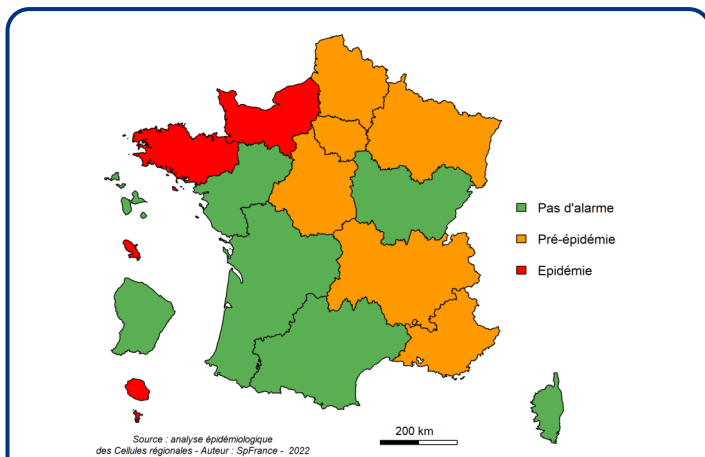 Pas d'alarme
Pré-épidémie
Epidémie
200 km
Source : analyse épidémiologique
des Cellules régionales - Auteur : SpFrance - 2022